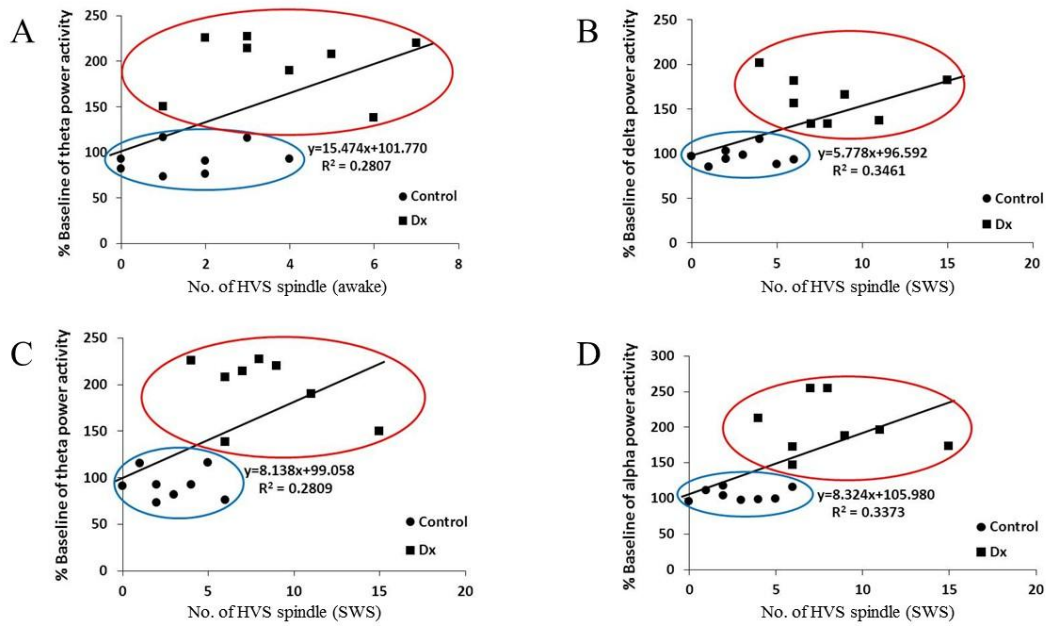 A
% Baseline of theta power activity
250
200
150
100
50
0
0 2 4 6 8
y=15.474x+101.770
R² = 0.2807
Control
Dx
No. of HVS spindle (awake)
B
% Baseline of delta power activity
250
200
150
100
50
0
0 5 10 15 20
y=5.778x+96.592
R² = 0.3461
Control
Dx
No. of HVS spindle (SWS)
C
% Baseline of theta power activity
250
200
150
100
50
0
0 5 10 15 20
y=8.138x+99.058
R² = 0.2809
Control
Dx
No. of HVS spindle (SWS)
D
% Baseline of alpha power activity
300
250
200
150
100
50
0
0 5 10 15 20
y=8.324x+105.980
R² = 0.3373
Control
Dx
No. of HVS spindle (SWS)